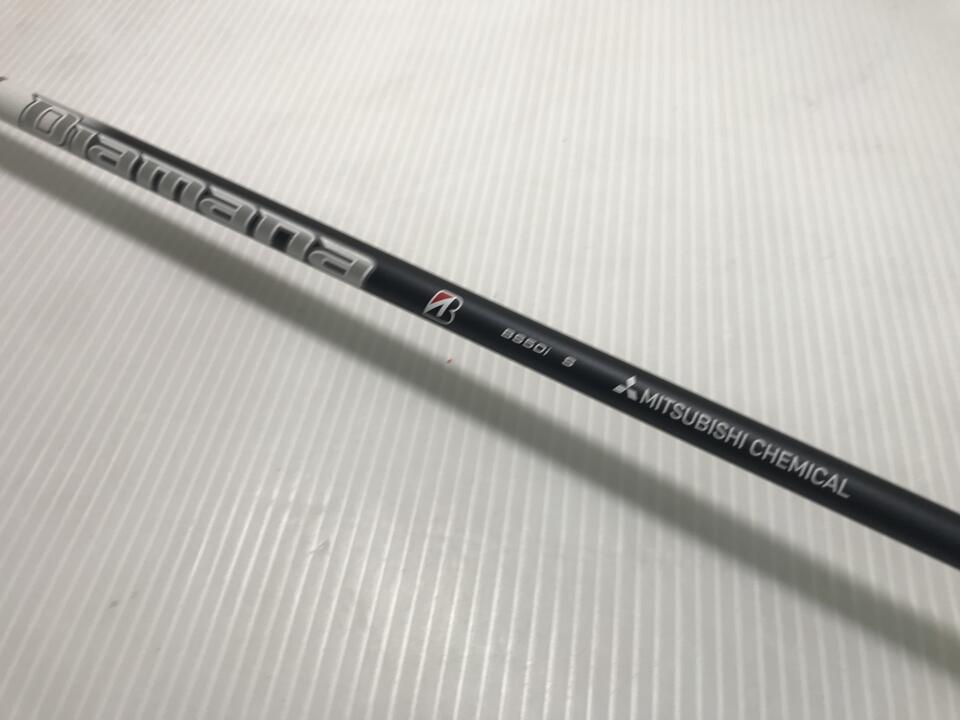 Diamana
B
BS50i S
MITSUBISHI CHEMICAL